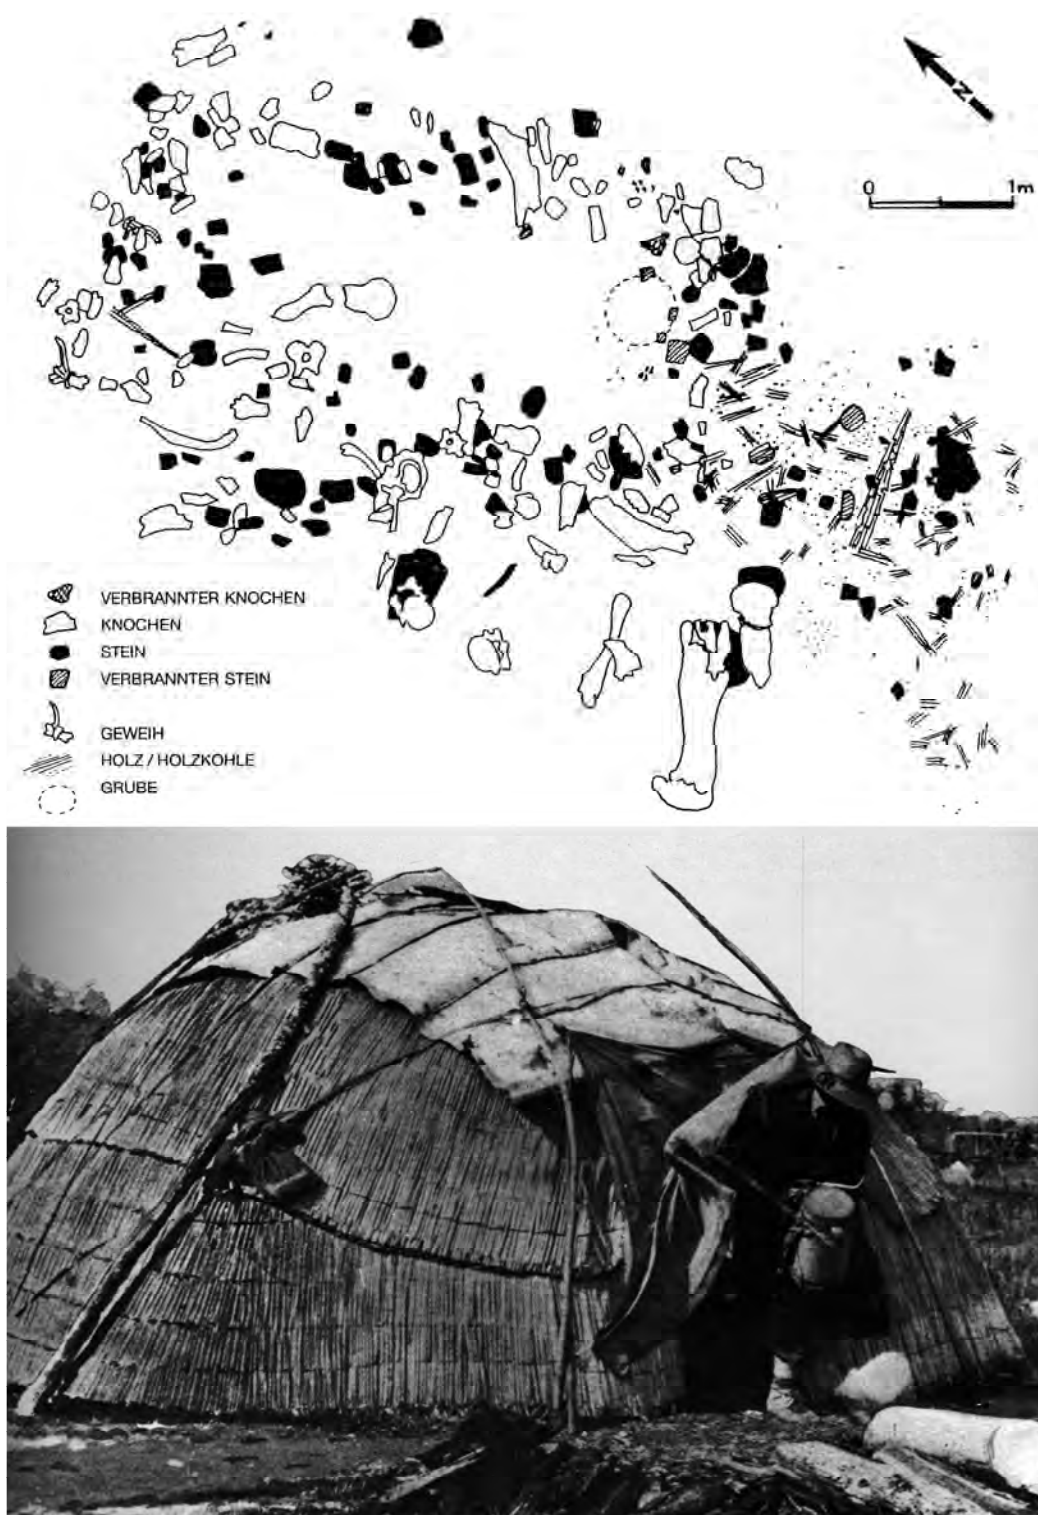 N
0 1m
VERBRANNTER KNOCHEN
KNOCHEN
STEIN
VERBRANNTER STEIN
GEWEIH
HOLZ / HOLZKOHLE
GRUBE